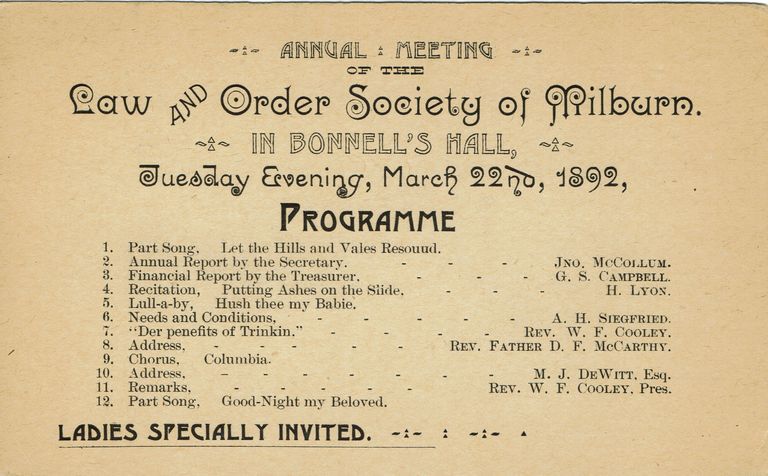 ANNUAL : MEETING
OF THE
Law AND Order Society of Milburn.
IN BONNELL'S HALL,
Tuesday Evening, March 22nd, 1892,
PROGRAMME
1. Part Song, Let the Hills and Vales Resound.
2. Annual Report by the Secretary. - - - JNO. MCCOLLUM.
3. Financial Report by the Treasurer, - - - G. S. CAMPBELL.
4. Recitation, Putting Ashes on the Slide, - - - - H. LYON.
5. Lull-a-by, Hush thee my Babie.
6. Needs and Conditions, - - - - - A. H. SIEGFRIED.
7. "Der penefits of Trinkin." - - - - - REV. W. F. COOLEY.
8. Address, - - - - - - REV. FATHER D. F. MCCARTHY.
9. Chorus, Columbia.
10. Address, - - - - - - - M. J. DEWITT, Esq.
11. Remarks, - - - - - - REV. W. F. COOLEY, Pres.
12. Part Song, Good-Night my Beloved.
LADIES SPECIALLY INVITED.